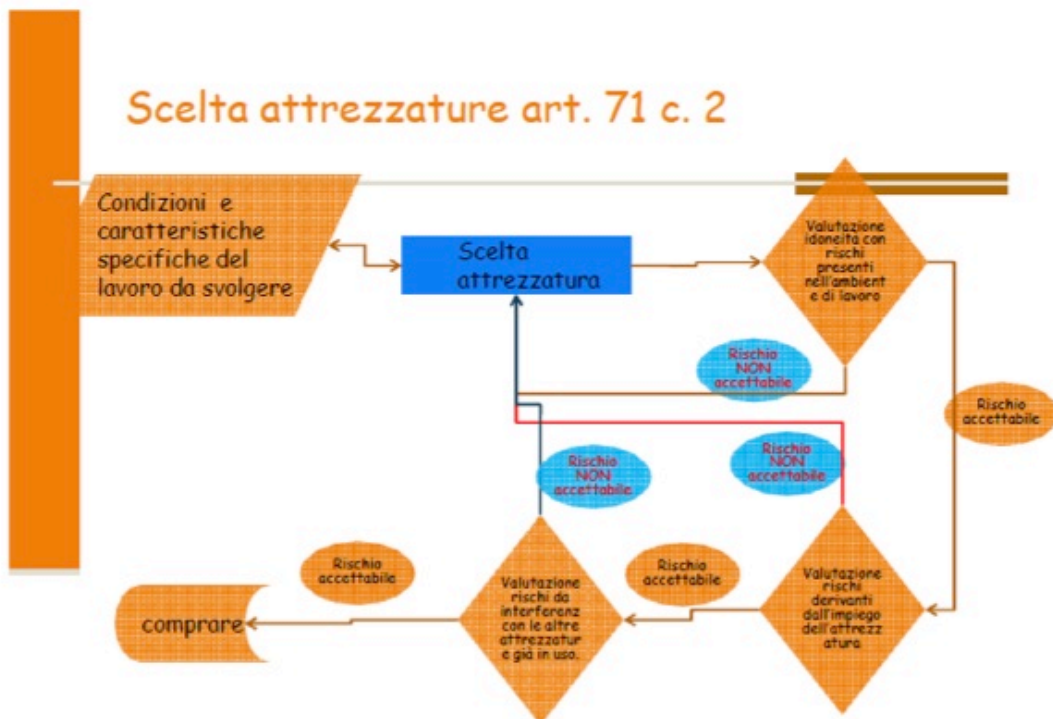 Scelta attrezzature art. 71 c. 2
Condizioni e
caratteristiche
specifiche del
lavoro da svolgere
Scelta
attrezzatura
Valutazione
idoneità con
rischi
presenti
nell'ambient
e di lavoro
Rischio
NON
accettabile
Rischio
accettabile
Rischio
NON
accettabile
Rischio
NON
accettabile
Rischio
accettabile
Rischio
accettabile
Valutazione
rischi
derivanti
dall'impiego
dell'attrezz
atura
Valutazione
rischi da
interferenz
con le altre
attrezzatur
e già in uso.
comprare